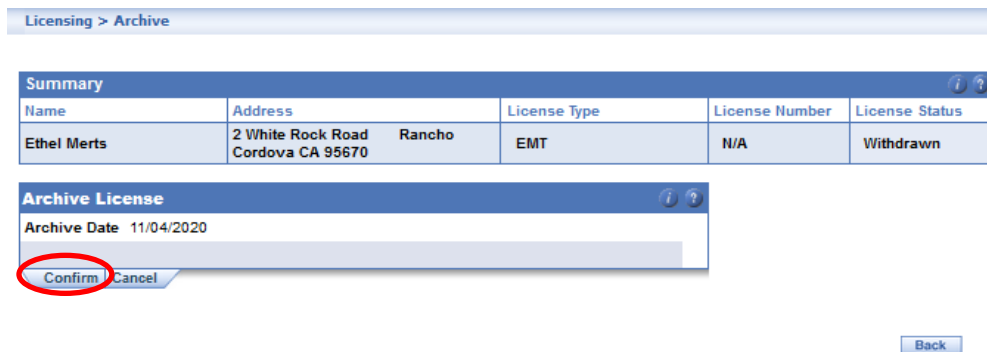 Licensing > Archive
Summary
Name Address License Type License Number License Status
Ethel Merts 2 White Rock Road Rancho EMT N/A Withdrawn
Cordova CA 95670
Archive License
Archive Date 11/04/2020
Confirm Cancel
Back